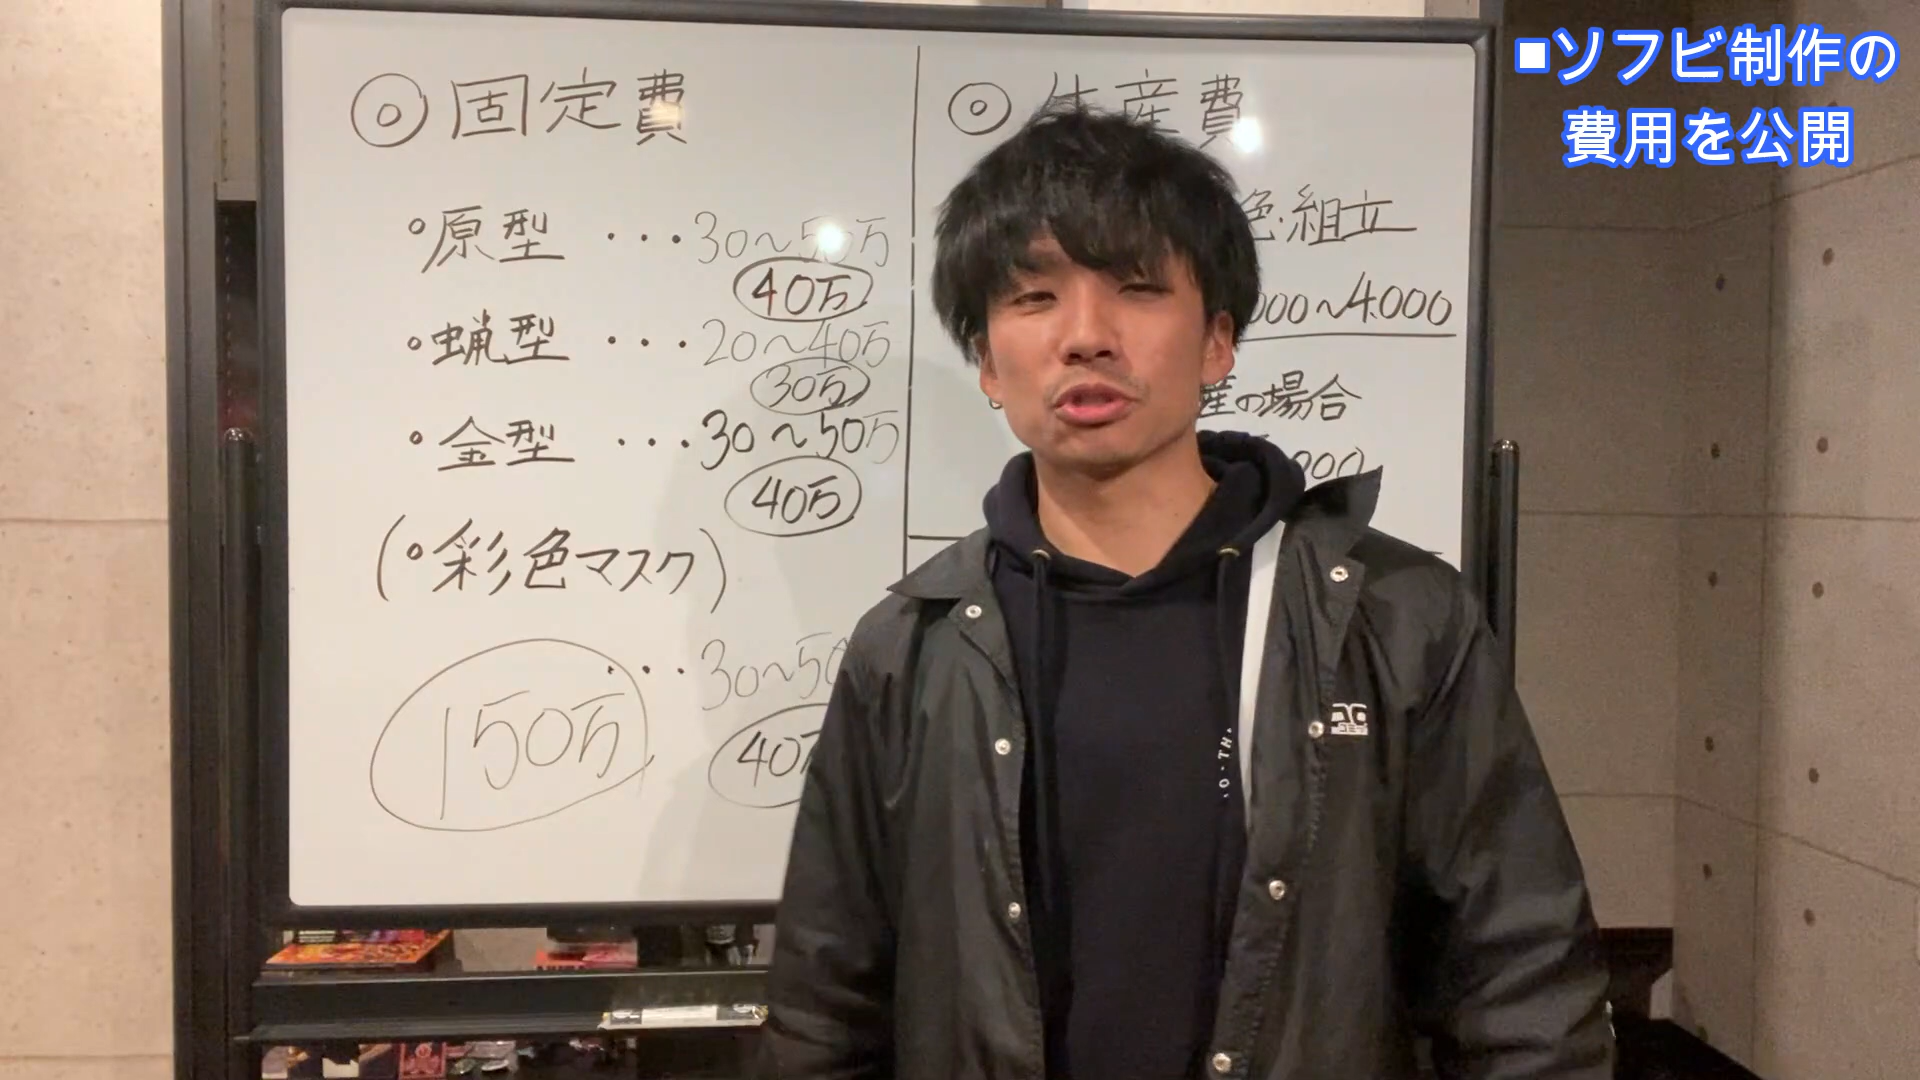 ■ソフビ制作の
費用を公開
◎固定費
◎生産費
・原型 ・・・30〜50万
40万
・蝋型 ・・・20〜40万
30万
・金型 ・・・30〜50万
40万
(・彩色マスク)
・・・30〜50
40万
150万
色・組立
000〜4.000
産の場合
000